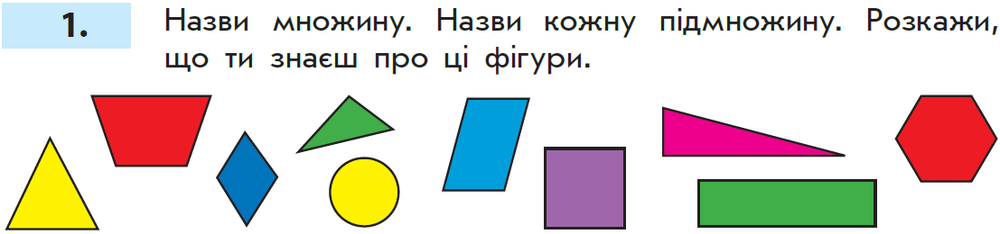 1. Назви множину. Назви кожну підмножину. Розкажи,
що ти знаєш про ці фігури.